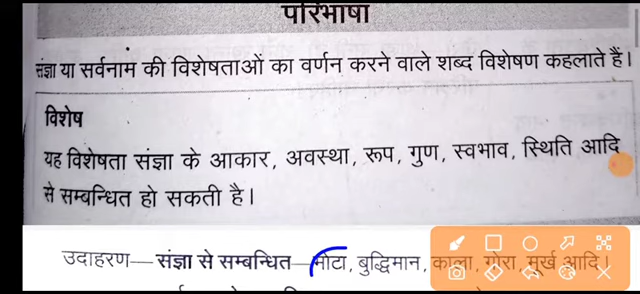 परिभाषा
संज्ञा या सर्वनाम की विशेषताओं का वर्णन करने वाले शब्द विशेषण कहलाते हैं।
विशेष
यह विशेषता संज्ञा के आकार, अवस्था, रूप, गुण, स्वभाव, स्थिति आदि
से सम्बन्धित हो सकती है।
उदाहरण—संज्ञा से सम्बन्धित—मोटा, बुद्धिमान, काला, गोरा, मूर्ख आदि।